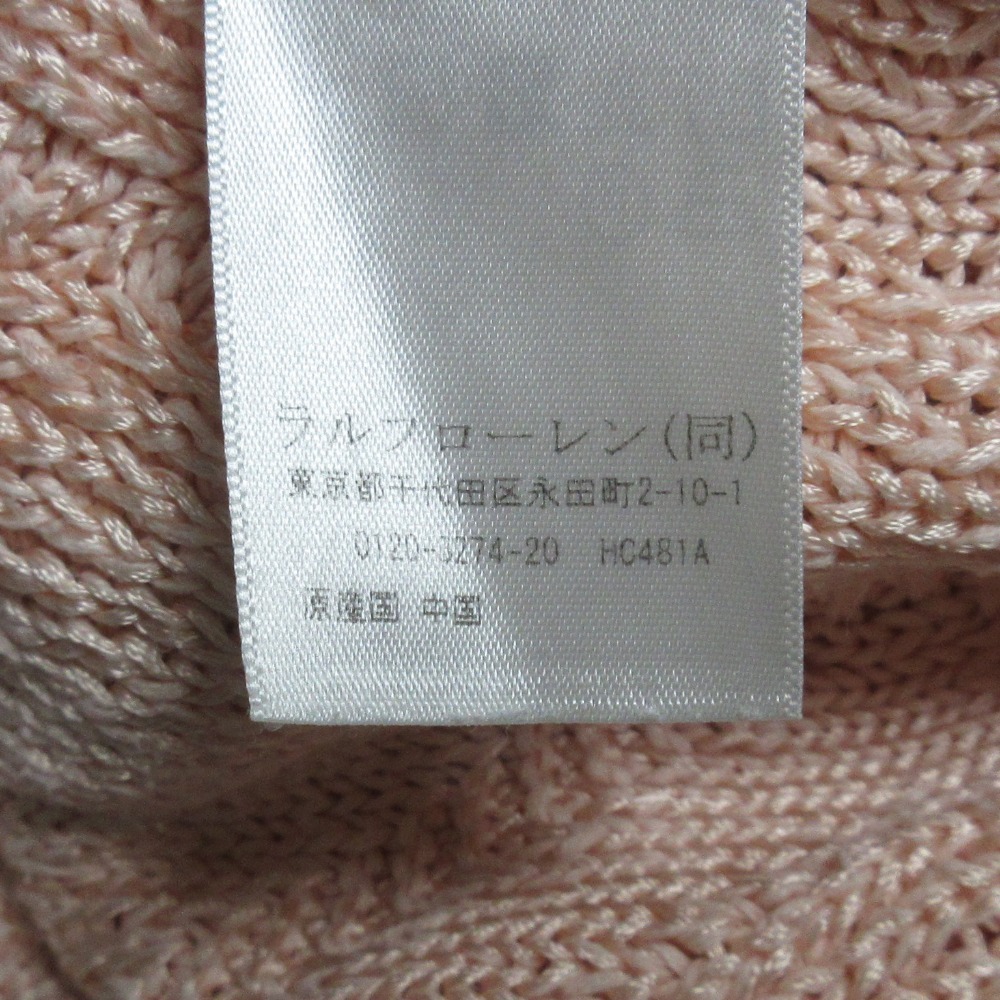 ラルフローレン(同)
東京都千代田区永田町2-10-1
0120-3274-20 HC481A
原産国 中国